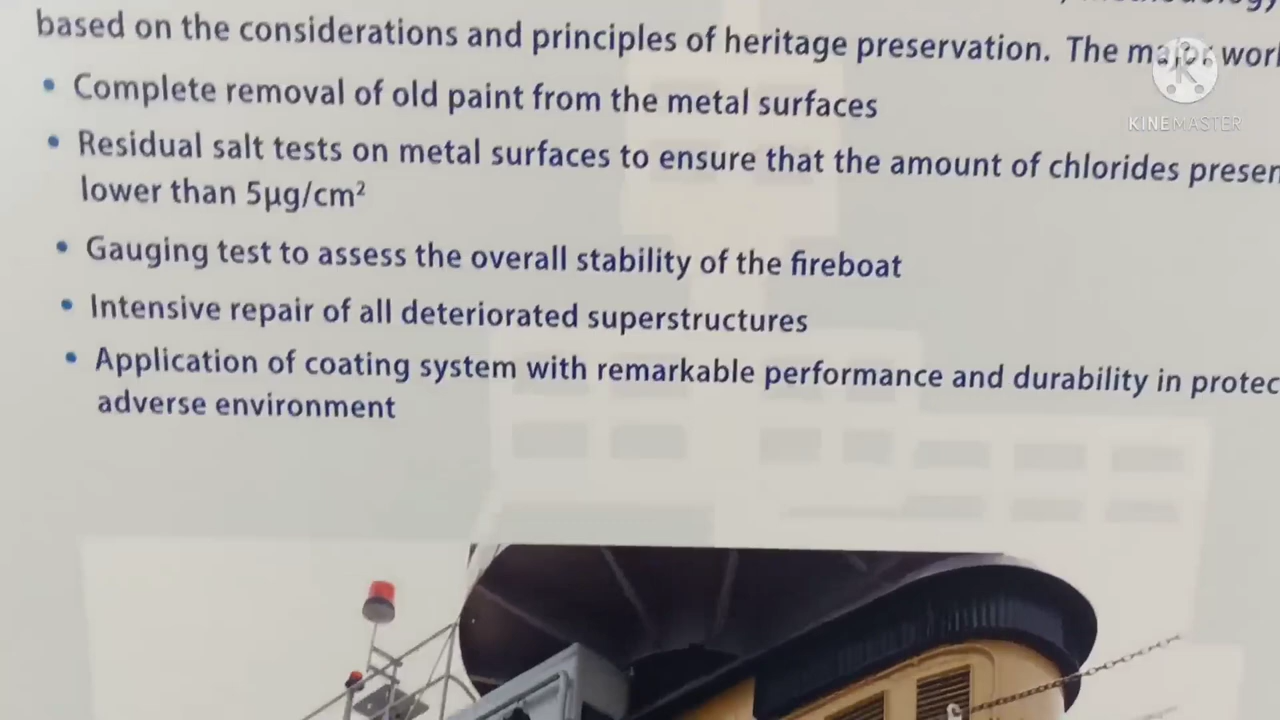 based on the considerations and principles of heritage preservation. The major
• Complete removal of old paint from the metal surfaces
• Residual salt tests on metal surfaces to ensure that the amount of chlorides
lower than 5µg/cm²
• Gauging test to assess the overall stability of the fireboat
• Intensive repair of all deteriorated superstructures
• Application of coating system with remarkable performance and durability in
adverse environment
KINEMASTER